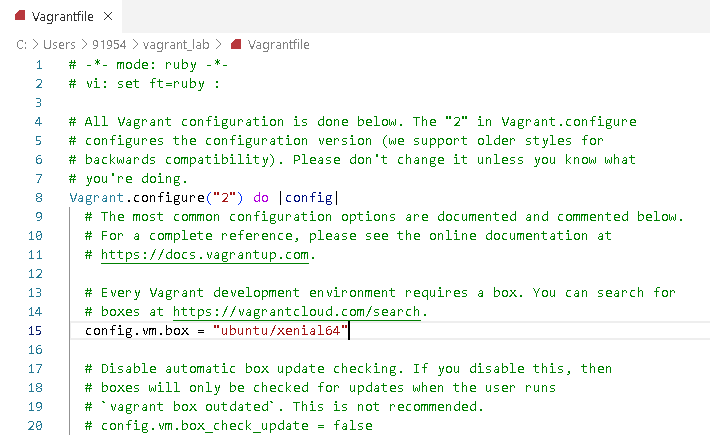 Vagrantfile ×
C: > Users > 91954 > vagrant_lab > Vagrantfile
1 # -*- mode: ruby -*-
2 # vi: set ft=ruby :
3
4 # All Vagrant configuration is done below. The "2" in Vagrant.configure
5 # configures the configuration version (we support older styles for
6 # backwards compatibility). Please don't change it unless you know what
7 # you're doing.
8 Vagrant.configure("2") do |config|
9   # The most common configuration options are documented and commented below.
10   # For a complete reference, please see the online documentation at
11   # https://docs.vagrantup.com.
12
13   # Every Vagrant development environment requires a box. You can search for
14   # boxes at https://vagrantcloud.com/search.
15   config.vm.box = "ubuntu/xenial64"
16
17   # Disable automatic box update checking. If you disable this, then
18   # boxes will only be checked for updates when the user runs
19   # `vagrant box outdated`. This is not recommended.
20   # config.vm.box_check_update = false